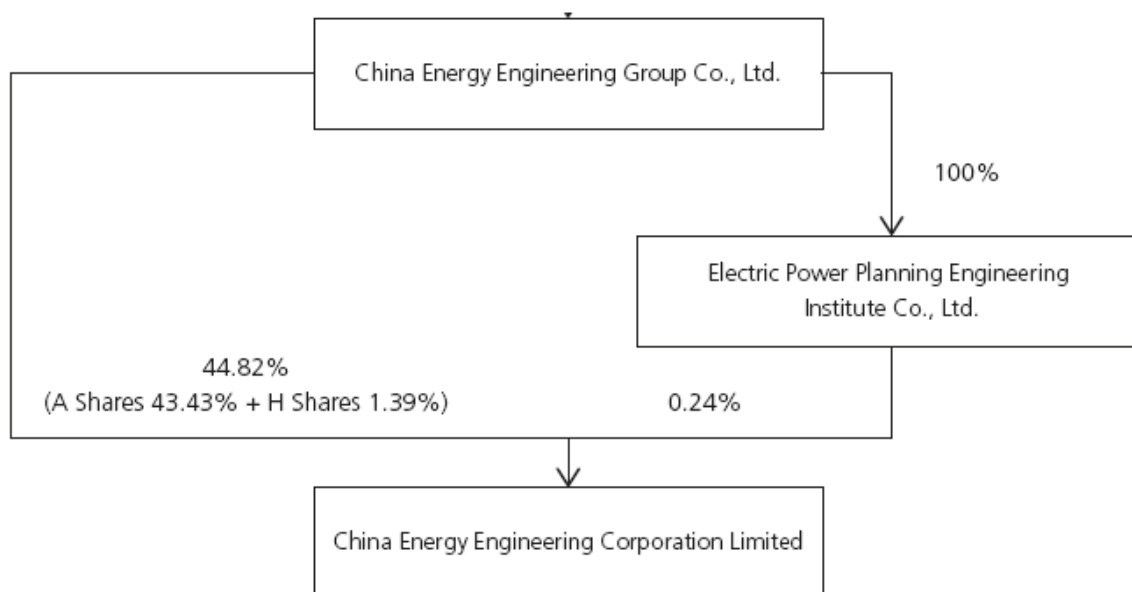 China Energy Engineering Group Co., Ltd.
100%
Electric Power Planning Engineering
Institute Co., Ltd.
44.82%
(A Shares 43.43% + H Shares 1.39%)
0.24%
China Energy Engineering Corporation Limited